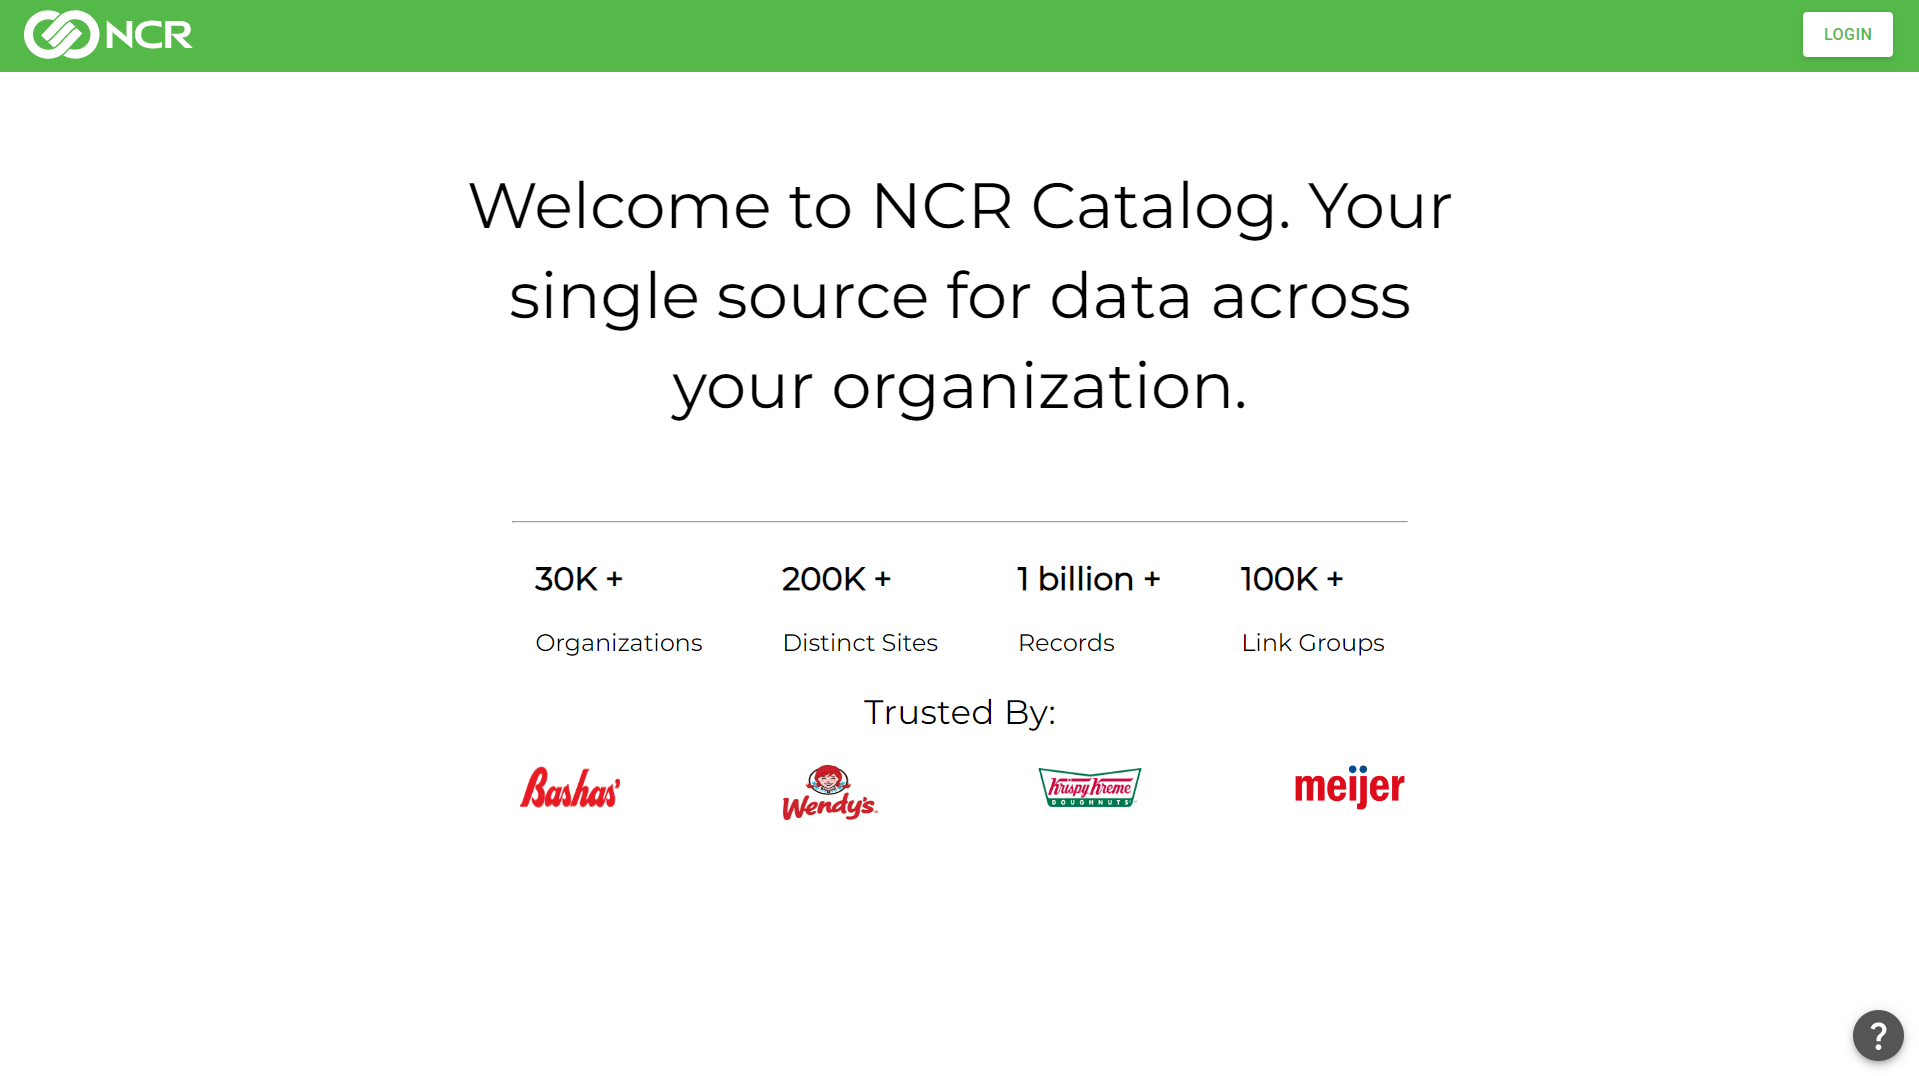 NCR
LOGIN
Welcome to NCR Catalog. Your
single source for data across
your organization.
30K +
200K +
1 billion +
100K +
Organizations
Distinct Sites
Records
Link Groups
Trusted By:
Bashas'
Wendy's
Krispy Kreme
DOUGHNUTS
meijer
?